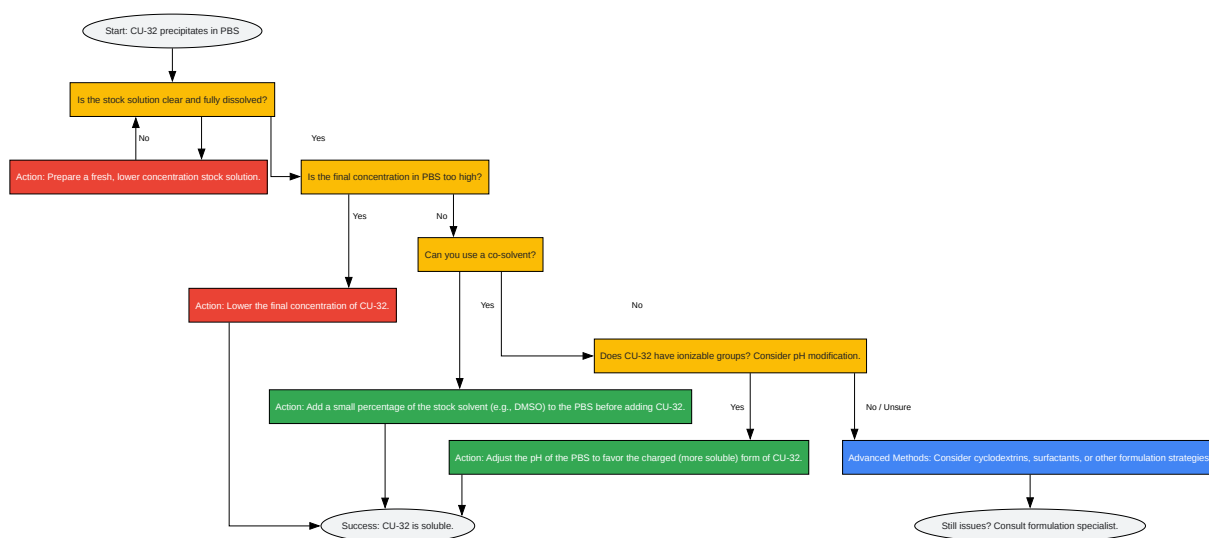 Start: CU-32 precipitates in PBS
Is the stock solution clear and fully dissolved?
No
Yes
Action: Prepare a fresh, lower concentration stock solution.
Is the final concentration in PBS too high?
Yes
No
Can you use a co-solvent?
Action: Lower the final concentration of CU-32.
Yes
No
Does CU-32 have ionizable groups? Consider pH modification.
Action: Add a small percentage of the stock solvent (e.g., DMSO) to the PBS before adding CU-32.
Yes
No / Unsure
Action: Adjust the pH of the PBS to favor the charged (more soluble) form of CU-32.
Advanced Methods: Consider cyclodextrins, surfactants, or other formulation strategies
Success: CU-32 is soluble.
Still issues? Consult formulation specialist.